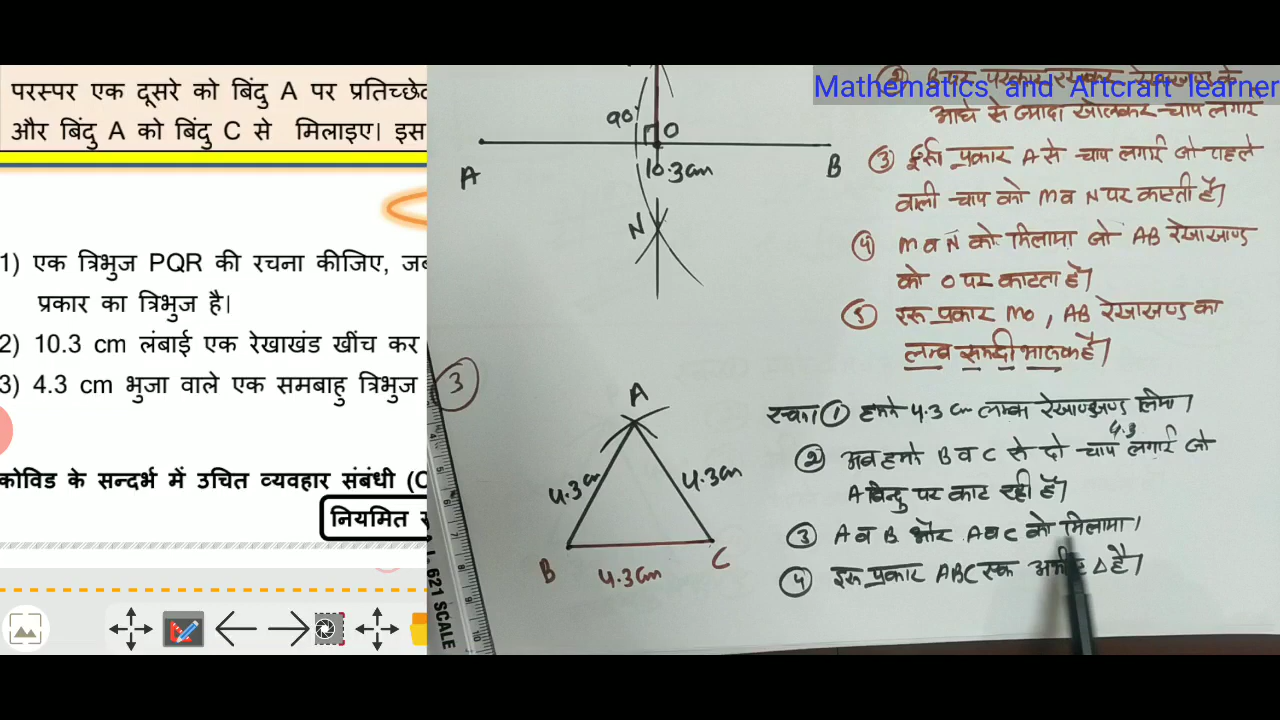 Mathematics and Artcraft learner
परस्पर एक दूसरे को बिंदु A पर प्रतिच्छे
और बिंदु A को बिंदु C से मिलाइए। इस
1) एक त्रिभुज PQR की रचना कीजिए, ज
प्रकार का त्रिभुज है।
2) 10.3 cm लंबाई एक रेखाखंड खींच कर
3) 4.3 cm भुजा वाले एक समबाहु त्रिभुज
कोविड के सन्दर्भ में उचित व्यवहार संबंधी (C
नियमित
90°
O
A
B
10.3cm
N
आधे से ज्यादा खोलकर चाप लगाई
③ इसी प्रकार A से चाप लगाई जो पहले
वाली चाप को M व N पर काटती है।
④ M व N को मिलाया जो AB रेखाखण्ड
को O पर काटता है।
⑤ इस प्रकार MO, AB रेखाखण्ड का
लम्ब समद्विभाजक है।
3
A
4.3cm
4.3cm
B
C
4.3cm
रचना ① हमने 4.3 cm लम्बा रेखाखण्ड लिया।
4.3
② अब हमने B व C से दो चाप लगाई जो
A बिन्दु पर काट रही है।
③ A व B और A व C को मिलाया।
④ इस प्रकार ABC एक Δ है।
621 SCALE